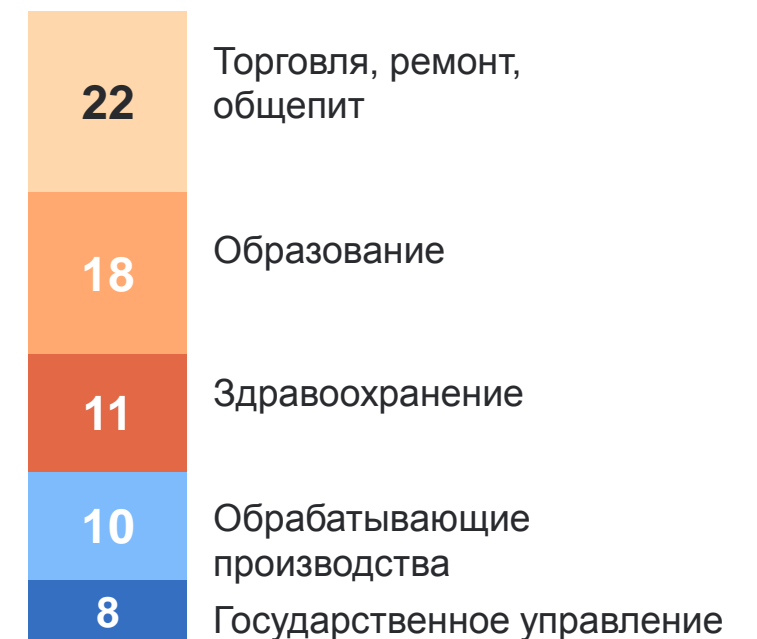 22
Торговля, ремонт,
общепит
18
Образование
11
Здравоохранение
10
Обрабатывающие
производства
8
Государственное управление